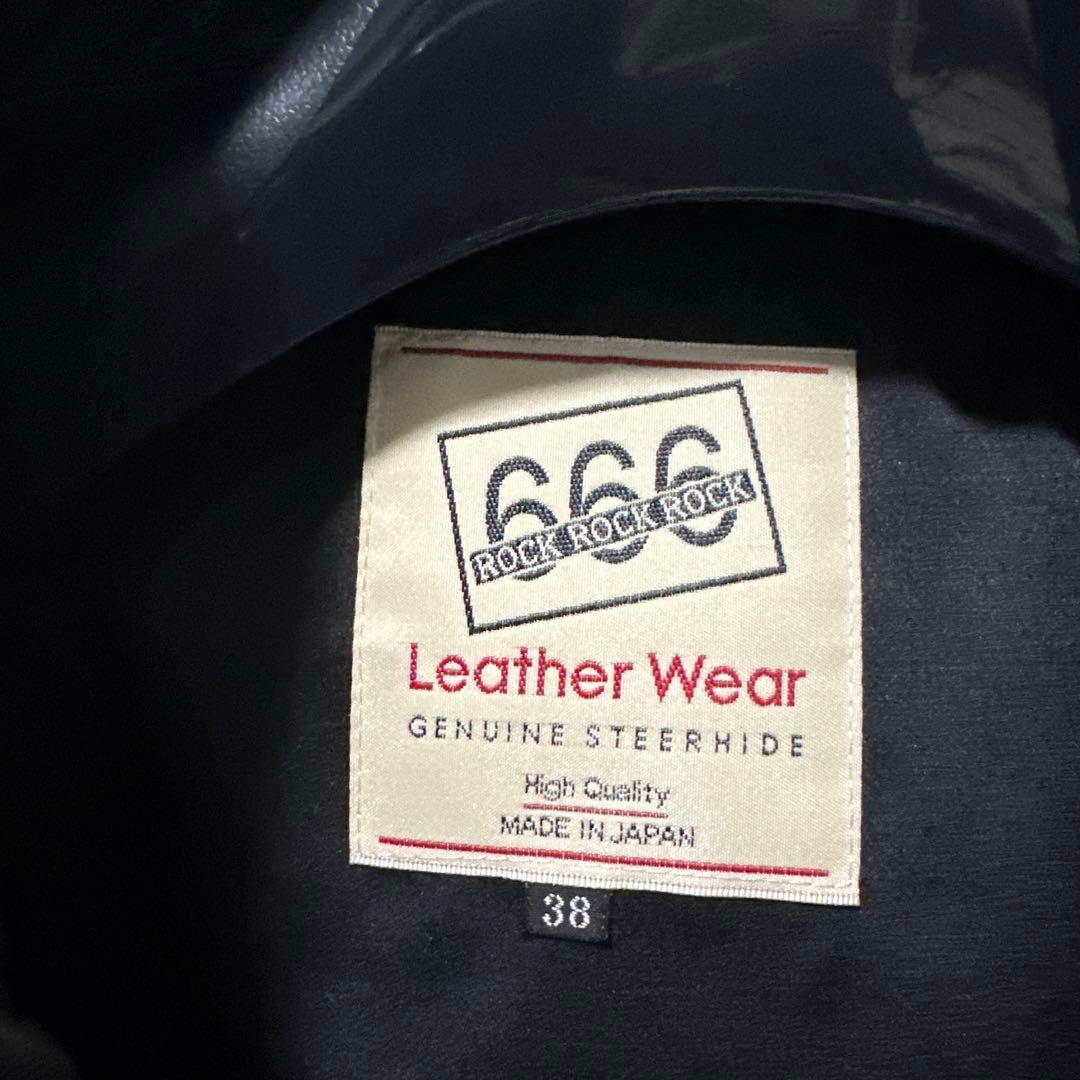 666
ROCK ROCK ROCK
Leather Wear
GENUINE STEERHIDE
High Quality
MADE IN JAPAN
38